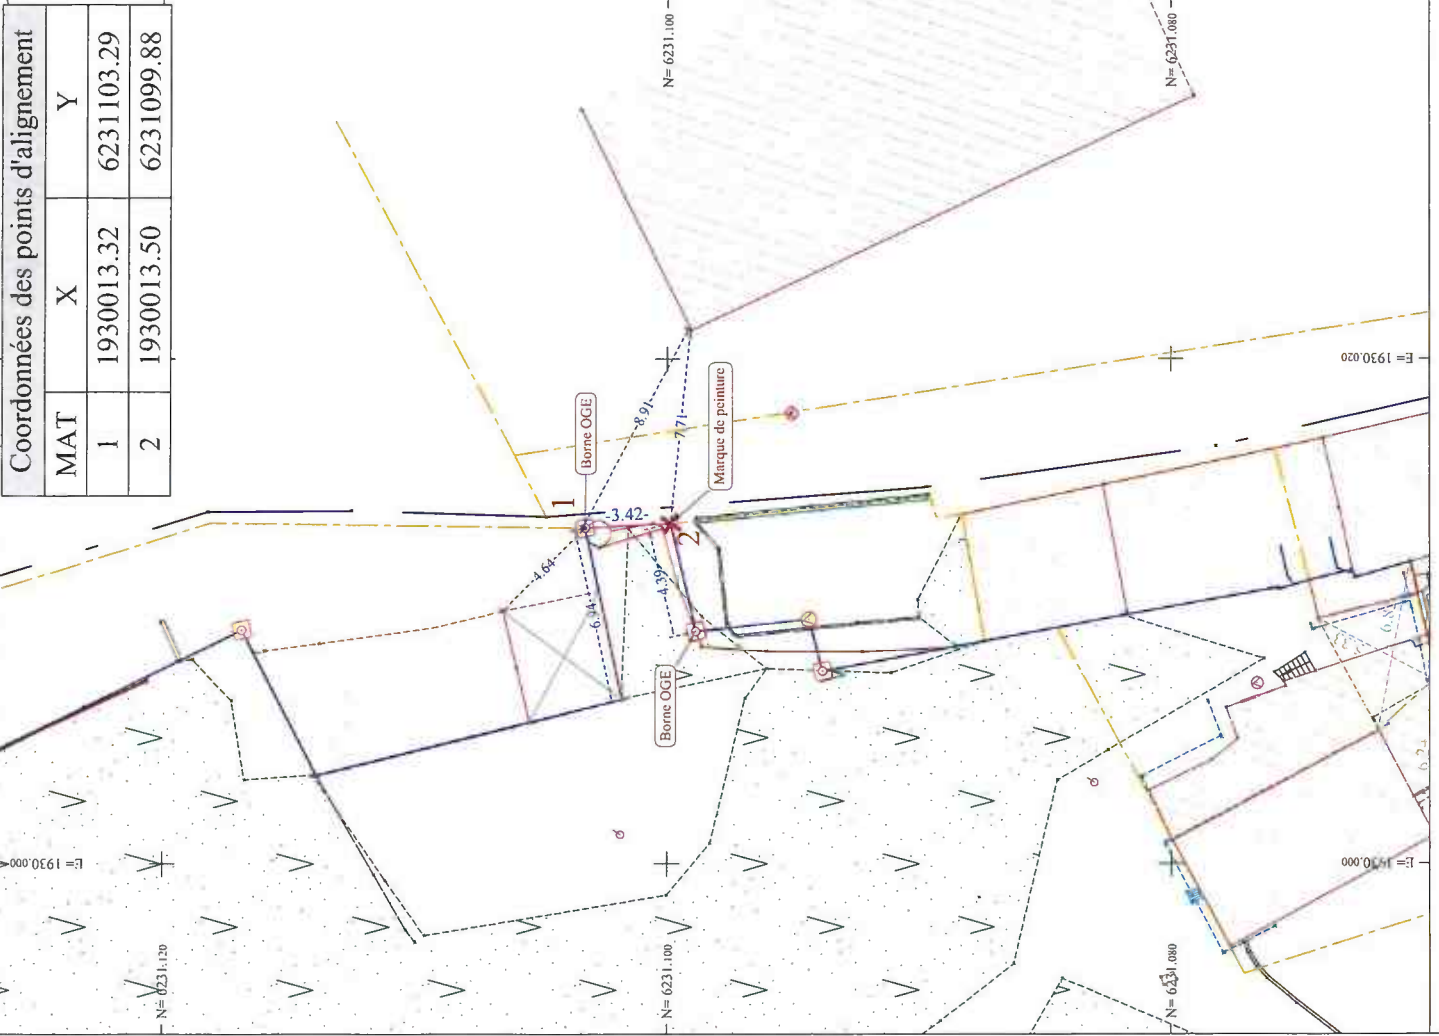 Coordonnées des points d'alignement
MAT X Y
1 1930013.32 6231103.29
2 1930013.50 6231099.88
N= 6231.100
N= 6231.080
E= 1930.020
Borne OGE
1
-8.91-
-7.71-
-3.42-
Marque de peinture
2
-4.64-
-6.94-
-4.39-
Borne OGE
E= 1930.000
E= 1930.000
N= 6231.120
N= 6231.100
N= 6231.080